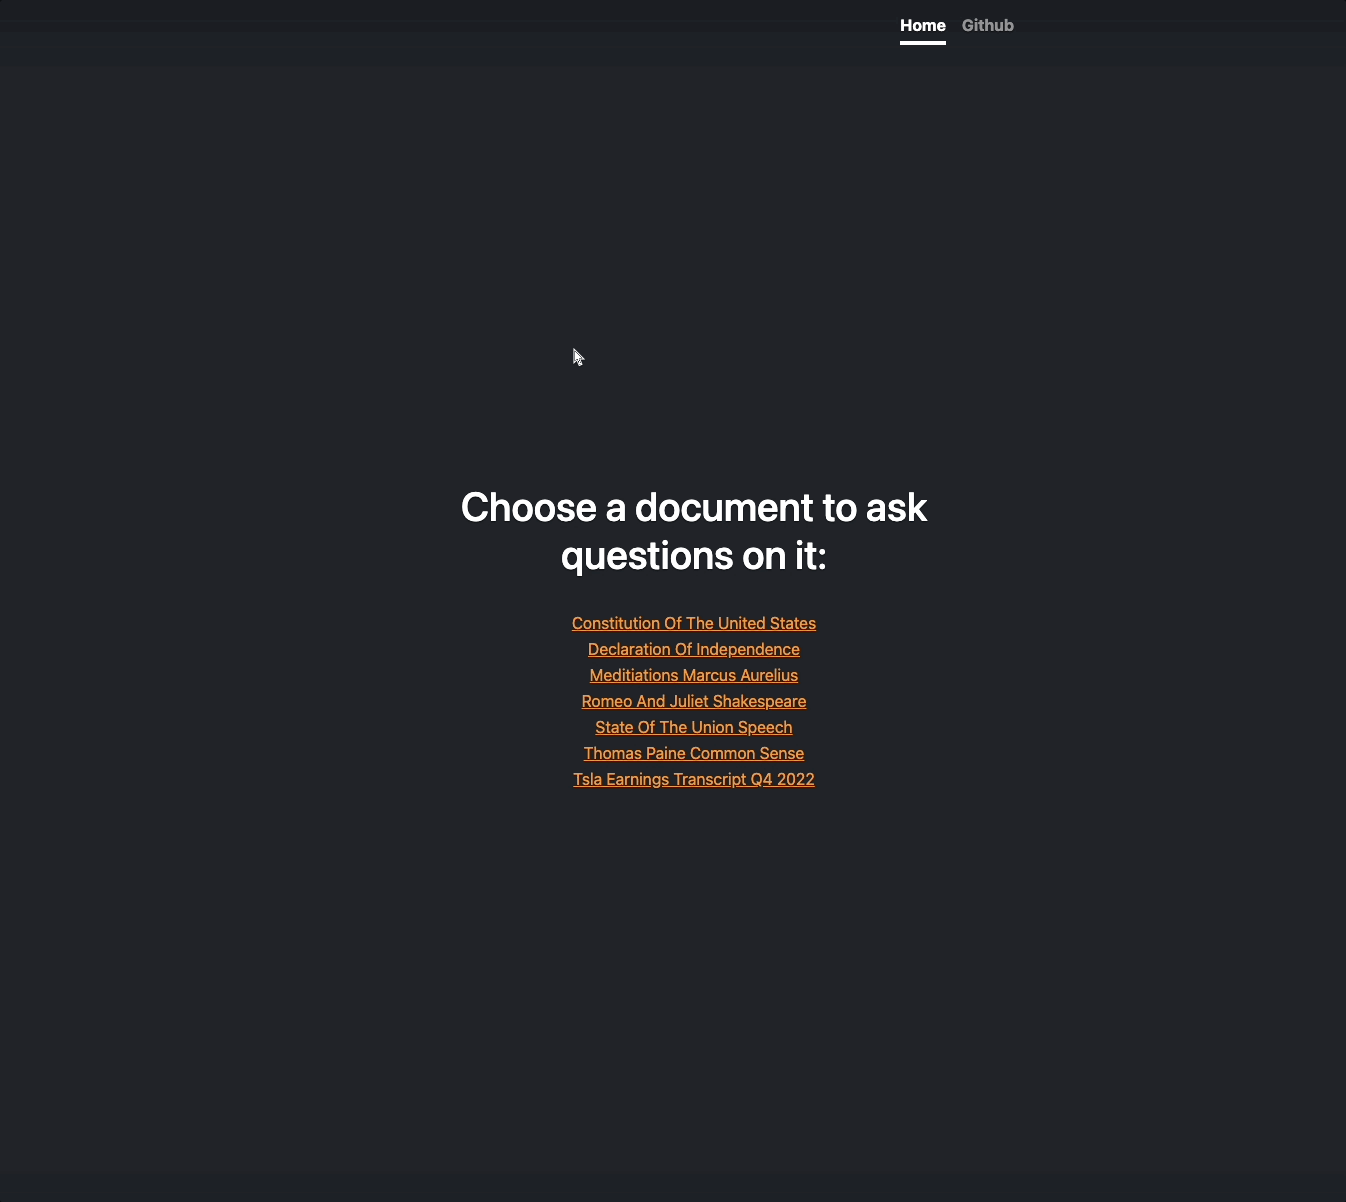 Home Github
Choose a document to ask
questions on it:
Constitution Of The United States
Declaration Of Independence
Meditiations Marcus Aurelius
Romeo And Juliet Shakespeare
State Of The Union Speech
Thomas Paine Common Sense
Tsla Earnings Transcript Q4 2022